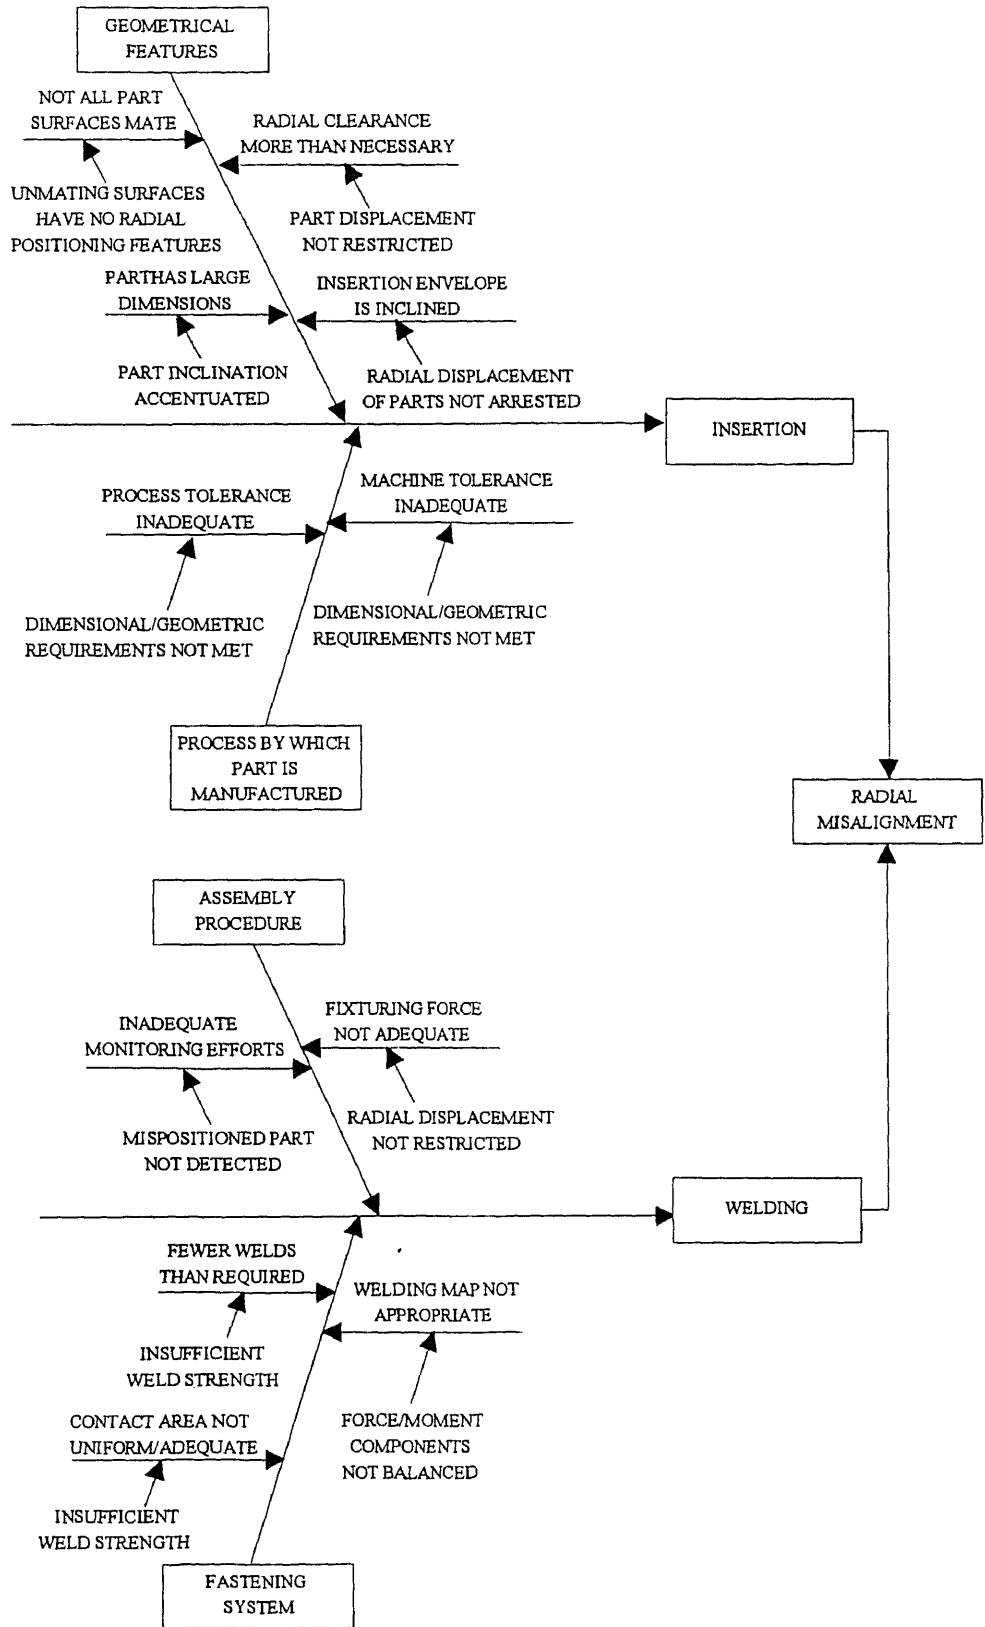 GEOMETRICAL
FEATURES
NOT ALL PART
SURFACES MATE
RADIAL CLEARANCE
MORE THAN NECESSARY
UNMATING SURFACES
HAVE NO RADIAL
POSITIONING FEATURES
PART DISPLACEMENT
NOT RESTRICTED
PARTHAS LARGE
DIMENSIONS
INSERTION ENVELOPE
IS INCLINED
PART INCLINATION
ACCENTUATED
RADIAL DISPLACEMENT
OF PARTS NOT ARRESTED
INSERTION
PROCESS TOLERANCE
INADEQUATE
MACHINE TOLERANCE
INADEQUATE
DIMENSIONAL/GEOMETRIC
REQUIREMENTS NOT MET
DIMENSIONAL/GEOMETRIC
REQUIREMENTS NOT MET
PROCESS BY WHICH
PART IS
MANUFACTURED
RADIAL
MISALIGNMENT
ASSEMBLY
PROCEDURE
INADEQUATE
MONITORING EFFORTS
FIXTURING FORCE
NOT ADEQUATE
MISPOSITIONED PART
NOT DETECTED
RADIAL DISPLACEMENT
NOT RESTRICTED
WELDING
FEWER WELDS
THAN REQUIRED
WELDING MAP NOT
APPROPRIATE
INSUFFICIENT
WELD STRENGTH
FORCE/MOMENT
COMPONENTS
NOT BALANCED
CONTACT AREA NOT
UNIFORM/ADEQUATE
INSUFFICIENT
WELD STRENGTH
FASTENING
SYSTEM